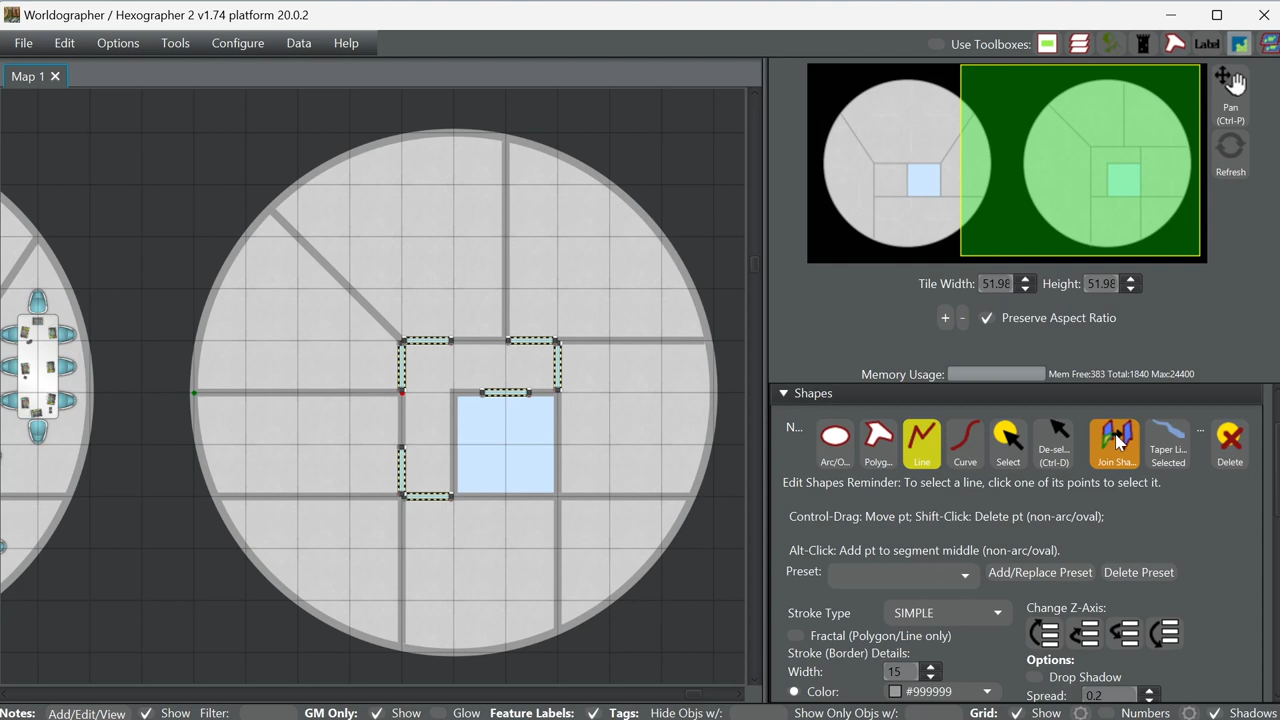 Worldographer / Hexographer 2 v1.74 platform 20.0.2
File Edit Options Tools Configure Data Help
Use Toolboxes: Label
Map 1
Pan
(Ctrl-P)
Refresh
Tile Width: 51.98 Height: 51.98
+ - Preserve Aspect Ratio
Memory Usage: Mem Free:383 Total:1840 Max:24400
Shapes
N... Arc/O... Polyg... Line Curve Select De-sel... (Ctrl-D) Join Sha... Taper Li... Selected ... Delete
Edit Shapes Reminder: To select a line, click one of its points to select it.
Control-Drag: Move pt; Shift-Click: Delete pt (non-arc/oval);
Alt-Click: Add pt to segment middle (non-arc/oval).
Preset: Add/Replace Preset Delete Preset
Stroke Type SIMPLE Change Z-Axis:
Fractal (Polygon/Line only)
Stroke (Border) Details:
Options:
Width: 15 Drop Shadow
Color: #999999 Spread: 0.2
Notes: Add/Edit/View Show Filter: GM Only: Show Glow Feature Labels: Tags: Hide Objs w/: Show Only Objs w/: Grid: Show Numbers Shadows